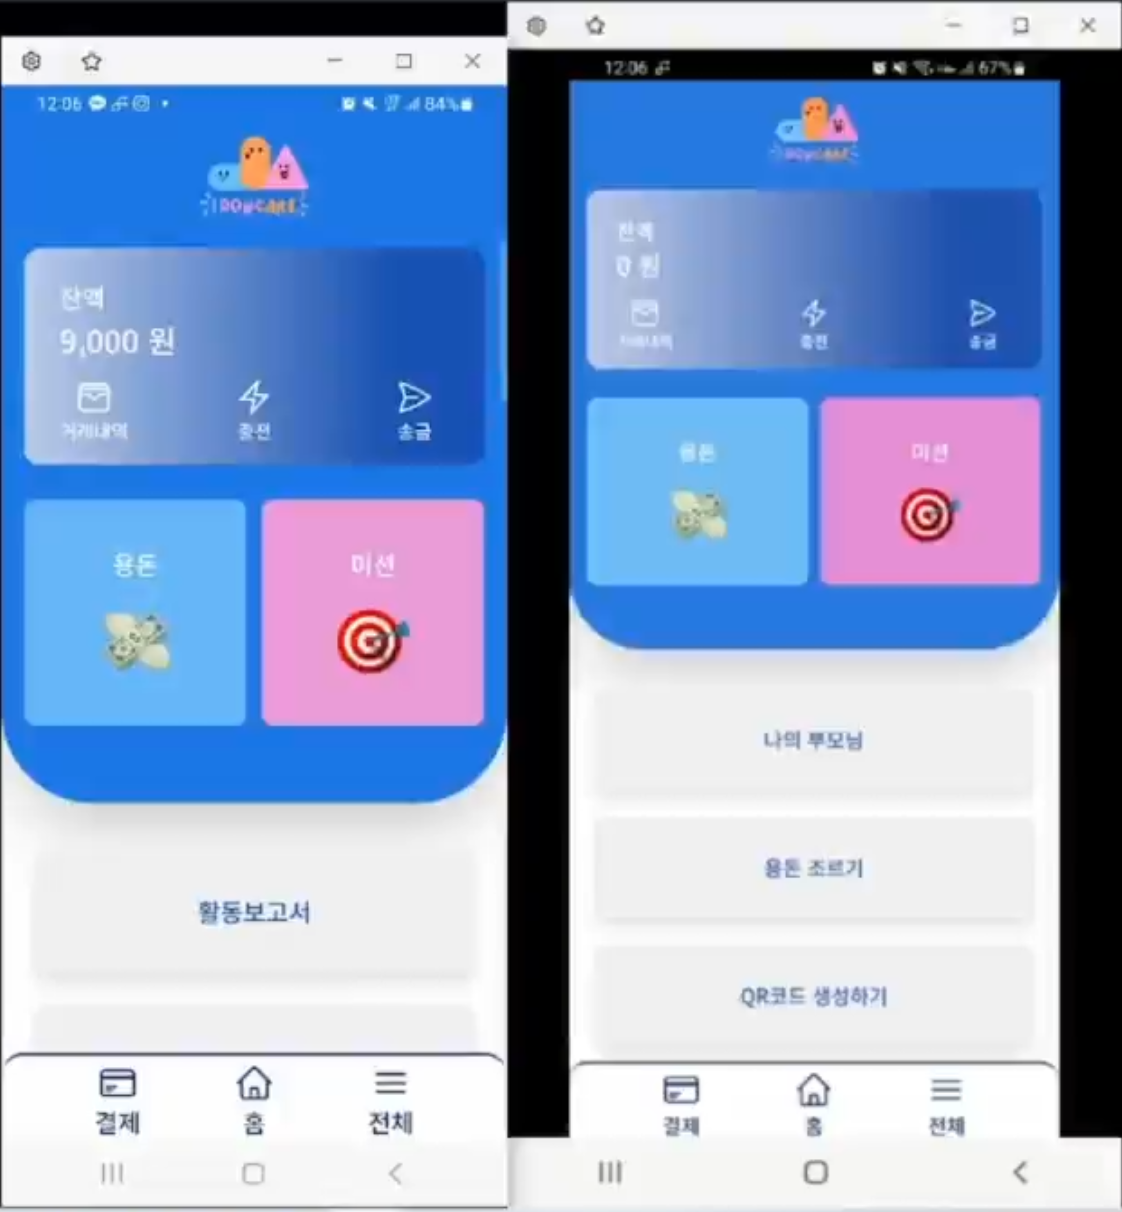 12:06
84%
잔액
9,000 원
거래내역
충전
송금
용돈
미션
활동보고서
결제
홈
전체
12:06
67%
잔액
0 원
거래내역
충전
송금
용돈
미션
나의 부모님
용돈 조르기
QR코드 생성하기
결제
홈
전체